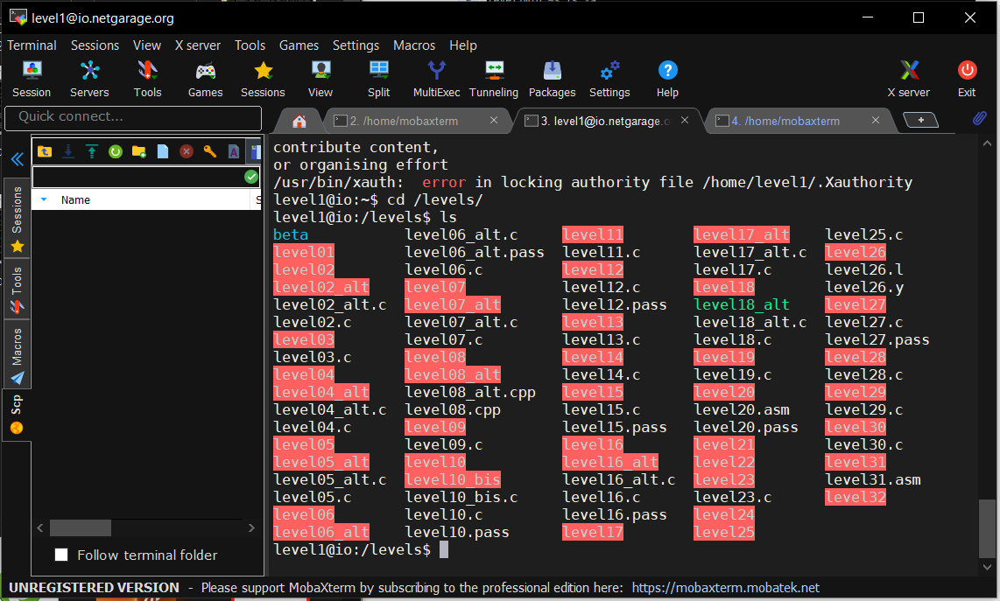 level1@io.netgarage.org
Terminal Sessions View X server Tools Games Settings Macros Help
Session Servers Tools Games Sessions View Split MultiExec Tunneling Packages Settings Help X server Exit
Quick connect...
2. /home/mobaxterm
3. level1@io.netgarage.o
4. /home/mobaxterm
Name
Sessions
Tools
Macros
Scp
contribute content,
or organising effort
/usr/bin/xauth:  error in locking authority file /home/level1/.Xauthority
level1@io:~$ cd /levels/
level1@io:/levels$ ls
beta level06_alt.c level11 level17_alt level25.c
level01 level06_alt.pass level11.c level17_alt.c level26
level02 level06.c level12 level17.c level26.l
level02_alt level07 level12.c level18 level26.y
level02_alt.c level07_alt level12.pass level18_alt level27
level02.c level07_alt.c level13 level18_alt.c level27.c
level03 level07.c level13.c level18.c level27.pass
level03.c level08 level14 level19 level28
level04 level08_alt level14.c level19.c level28.c
level04_alt level08_alt.cpp level15 level20 level29
level04_alt.c level08.cpp level15.c level20.asm level29.c
level04.c level09 level15.pass level20.pass level30
level05 level09.c level16 level21 level30.c
level05_alt level10 level16_alt level22 level31
level05_alt.c level10_bis level16_alt.c level23 level31.asm
level05.c level10_bis.c level16.c level23.c level32
level06 level10.c level16.pass level24
level06_alt level10.pass level17 level25
level1@io:/levels$
Follow terminal folder
UNREGISTERED VERSION - Please support MobaXterm by subscribing to the professional edition here: https://mobaxterm.mobatek.net